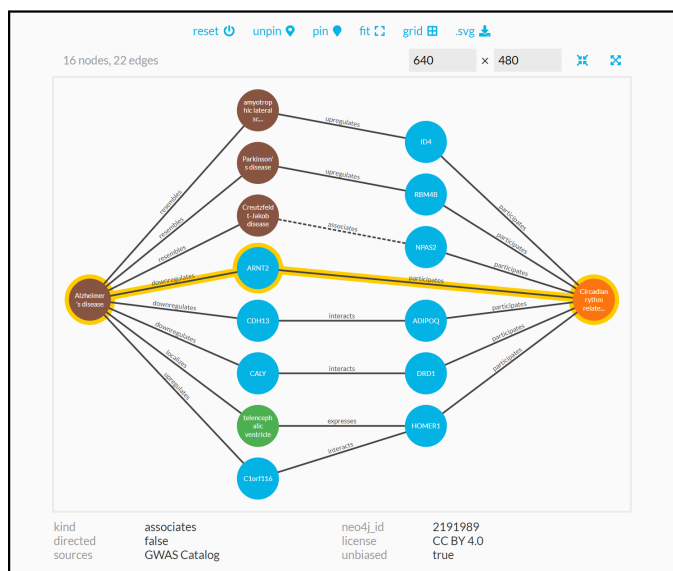 reset unpin pin fit grid .svg
16 nodes, 22 edges 640 × 480
amyotrop
hic lateral
sc...
upregulates
ID4
Parkinson'
s disease
upregulates
RBM4B
resembles
participates
Creutzfeld
t-Jakob
disease
associates
NPAS2
resembles
participates
resembles
participates
ARNT2
downregulates
participates
Alzheimer
's disease
Circadian
rythm
relate...
CDH13
downregulates
interacts
ADIPOQ
participates
CALY
downregulates
interacts
DRD1
participates
telenceph
alic
ventricle
localizes
expresses
HOMER1
participates
C1orf116
upregulates
interacts
kind associates neo4j_id 2191989
directed false license CC BY 4.0
sources GWAS Catalog unbiased true